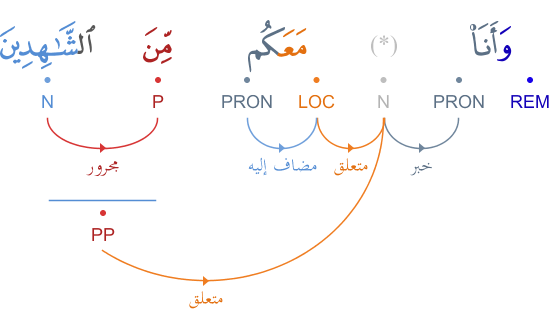 وَأَنَا۠ (*) مَعَكُم مِّنَ ٱلشَّـٰهِدِينَ
REM PRON N LOC PRON P N
خبر متعلق مضاف إليه مجرور
PP
متعلق